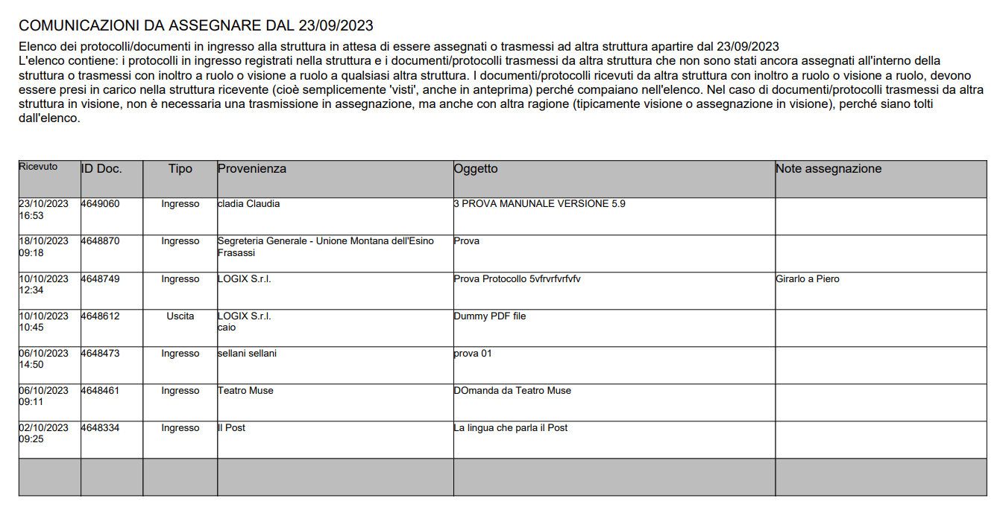 COMUNICAZIONI DA ASSEGNARE DAL 23/09/2023
Elenco dei protocolli/documenti in ingresso alla struttura in attesa di essere assegnati o trasmessi ad altra struttura apartire dal 23/09/2023
L'elenco contiene: i protocolli in ingresso registrati nella struttura e i documenti/protocolli trasmessi da altra struttura che non sono stati ancora assegnati all'interno della
struttura o trasmessi con inoltro a ruolo o visione a ruolo a qualsiasi altra struttura. I documenti/protocolli ricevuti da altra struttura con inoltro a ruolo o visione a ruolo, devono
essere presi in carico nella struttura ricevente (cioè semplicemente 'visti', anche in anteprima) perché compaiono nell'elenco. Nel caso di documenti/protocolli trasmessi da altra
struttura in visione, non è necessaria una trasmissione in assegnazione, ma anche con altra ragione (tipicamente visione o assegnazione in visione), perché siano tolti
dall'elenco.
Ricevuto ID Doc. Tipo Provenienza Oggetto Note assegnazione
23/10/2023 4649060 Ingresso cladia Claudia 3 PROVA MANUNALE VERSIONE 5.9
16:53
18/10/2023 4648870 Ingresso Segreteria Generale - Unione Montana dell'Esino Prova
09:18 Frasassi
10/10/2023 4648749 Ingresso LOGIX S.r.l. Prova Protocollo 5vfrvrfvrfvfv Girarlo a Piero
12:34
10/10/2023 4648612 Uscita LOGIX S.r.l. Dummy PDF file
10:45 caio
06/10/2023 4648473 Ingresso sellani sellani prova 01
14:50
06/10/2023 4648461 Ingresso Teatro Muse DOmanda da Teatro Muse
09:11
02/10/2023 4648334 Ingresso Il Post La lingua che parla il Post
09:25